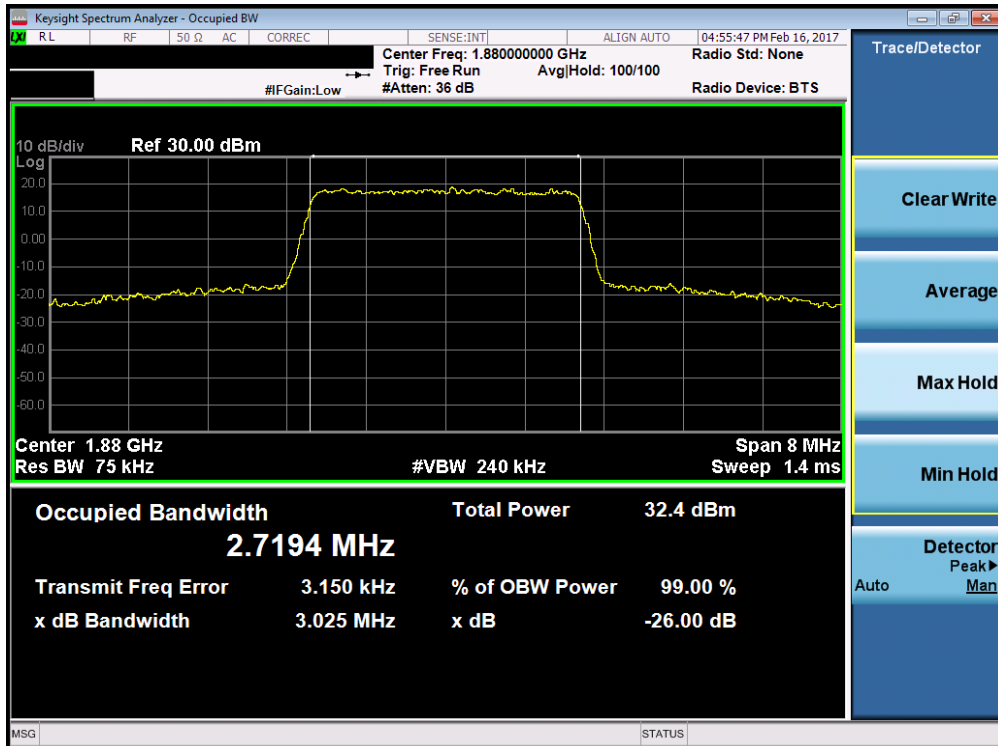 Keysight Spectrum Analyzer - Occupied BW
LXI RL RF 50 Ω AC CORREC SENSE:INT ALIGN AUTO 04:55:47 PM Feb 16, 2017
Center Freq: 1.880000000 GHz Radio Std: None
Trig: Free Run Avg|Hold: 100/100
#IFGain:Low #Atten: 36 dB Radio Device: BTS
10 dB/div Ref 30.00 dBm
Log
20.0
10.0
0.00
-10.0
-20.0
-30.0
-40.0
-50.0
-60.0
Center 1.88 GHz Span 8 MHz
Res BW 75 kHz #VBW 240 kHz Sweep 1.4 ms
Occupied Bandwidth Total Power 32.4 dBm
2.7194 MHz
Transmit Freq Error 3.150 kHz % of OBW Power 99.00 %
x dB Bandwidth 3.025 MHz x dB -26.00 dB
MSG STATUS
Trace/Detector
Clear Write
Average
Max Hold
Min Hold
Detector
Peak▶
Auto Man